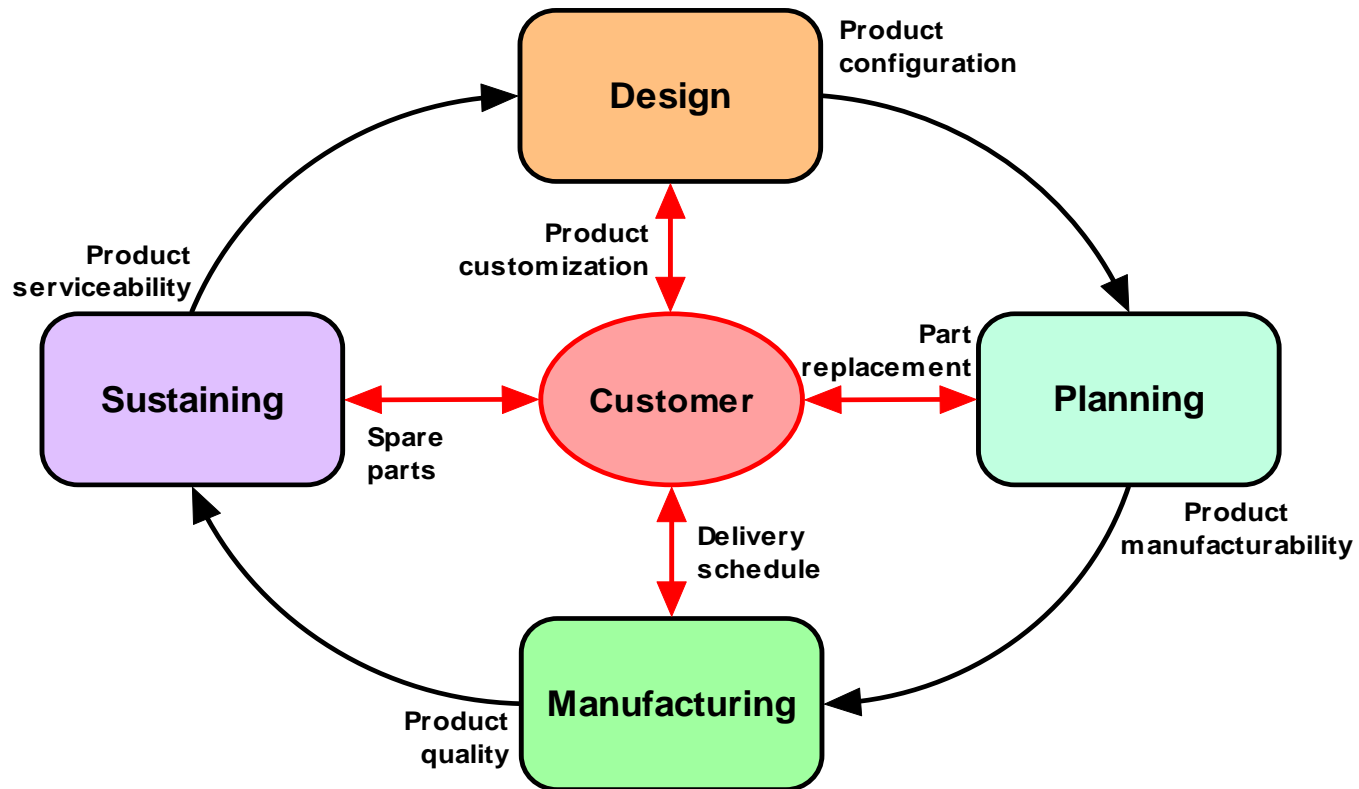 Product
configuration
Design
Product
customization
Product
serviceability
Part
replacement
Sustaining
Customer
Planning
Spare
parts
Product
manufacturability
Delivery
schedule
Manufacturing
Product
quality